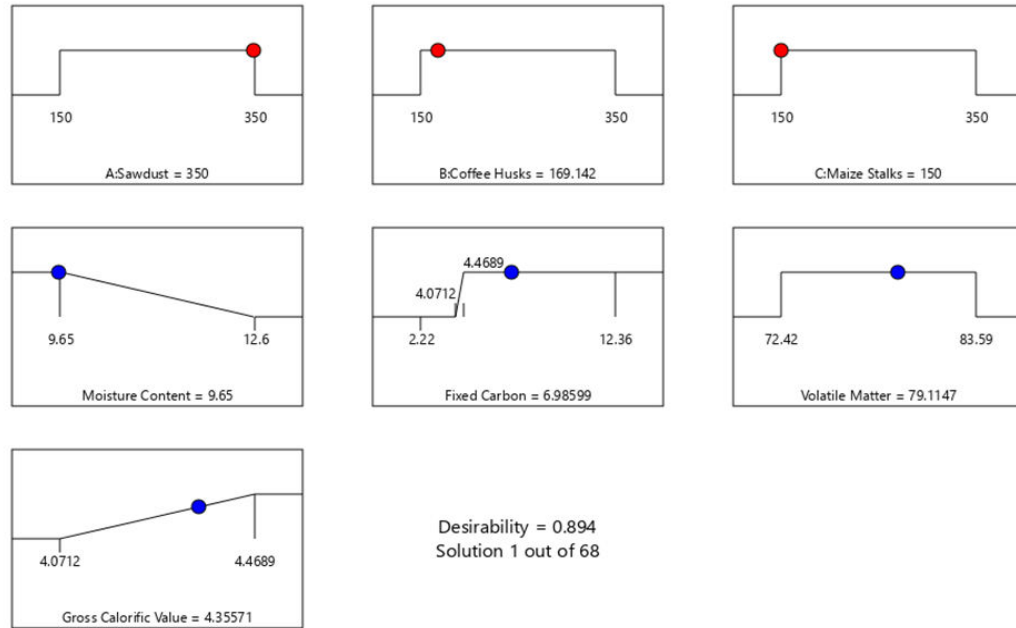 150 350
A:Sawdust = 350
150 350
B:Coffee Husks = 169.142
150 350
C:Maize Stalks = 150
9.65 12.6
Moisture Content = 9.65
4.4689
4.0712
2.22 12.36
Fixed Carbon = 6.98599
72.42 83.59
Volatile Matter = 79.1147
4.0712 4.4689
Gross Calorific Value = 4.35571
Desirability = 0.894
Solution 1 out of 68